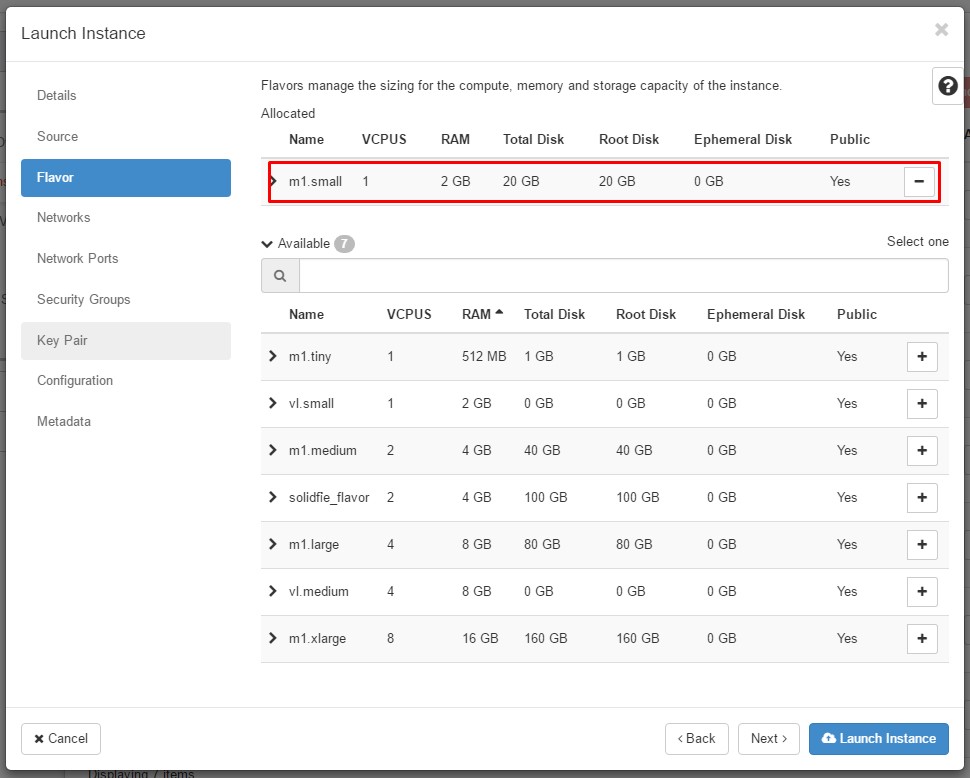 Launch Instance
Details
Source
Flavor
Networks
Network Ports
Security Groups
Key Pair
Configuration
Metadata
Flavors manage the sizing for the compute, memory and storage capacity of the instance.
Allocated
Name VCPUS RAM Total Disk Root Disk Ephemeral Disk Public
m1.small 1 2 GB 20 GB 20 GB 0 GB Yes
Available 7 Select one
Name VCPUS RAM Total Disk Root Disk Ephemeral Disk Public
m1.tiny 1 512 MB 1 GB 1 GB 0 GB Yes
vl.small 1 2 GB 0 GB 0 GB 0 GB Yes
m1.medium 2 4 GB 40 GB 40 GB 0 GB Yes
solidfie_flavor 2 4 GB 100 GB 100 GB 0 GB Yes
m1.large 4 8 GB 80 GB 80 GB 0 GB Yes
vl.medium 4 8 GB 0 GB 0 GB 0 GB Yes
m1.xlarge 8 16 GB 160 GB 160 GB 0 GB Yes
Cancel < Back Next > Launch Instance
Displaying 7 items